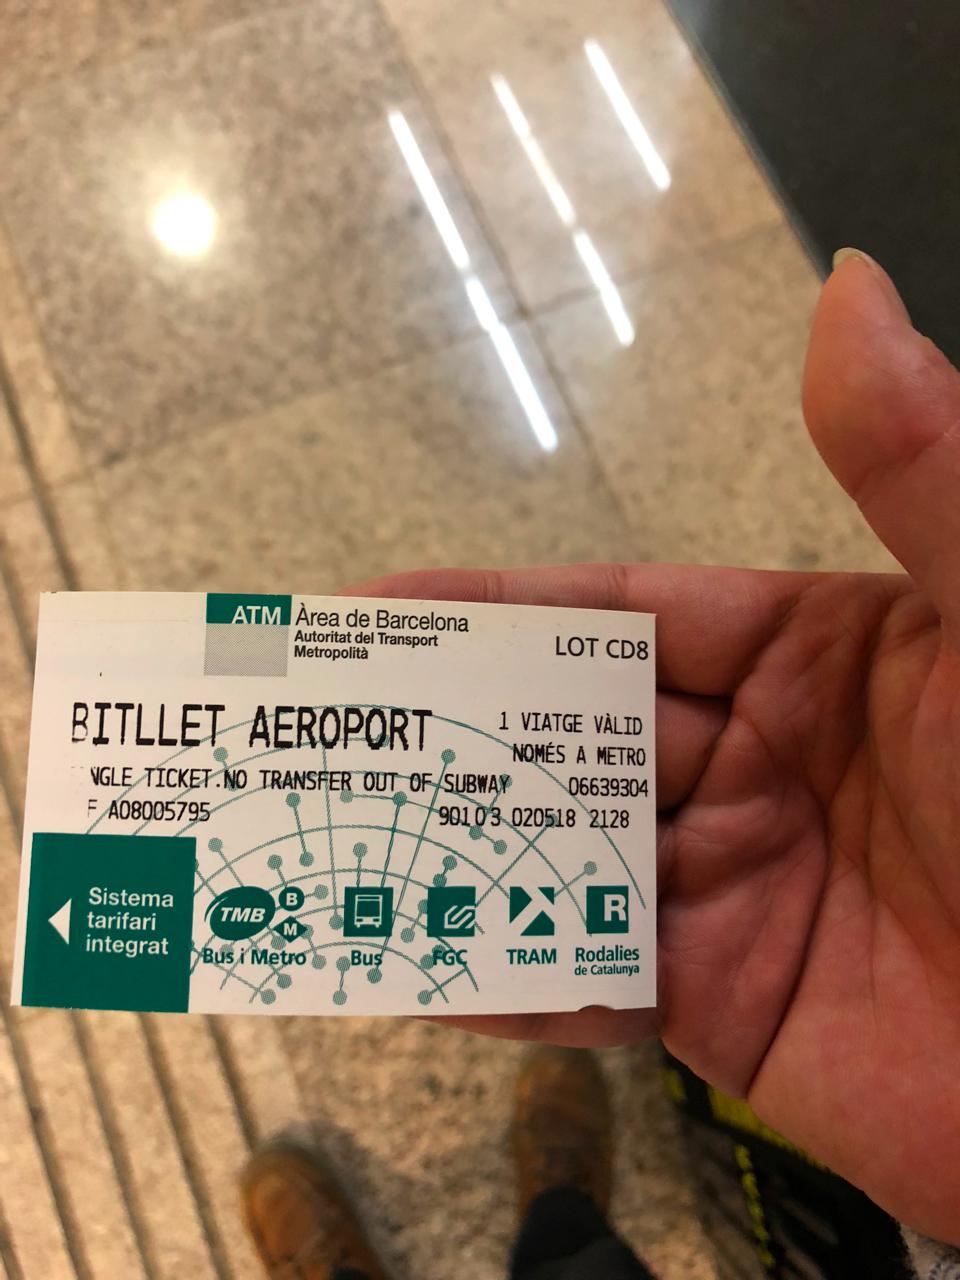 ATM Àrea de Barcelona
Autoritat del Transport
Metropolità
LOT CD8
BITLLET AEROPORT
1 VIATGE VÀLID
NOMÉS A METRO
NGLE TICKET.NO TRANSFER OUT OF SUBWAY 06639304
F A08005795 90103 020518 2128
Sistema
tarifari
integrat
TMB B M
Bus i Metro
Bus
FGC
TRAM
R
Rodalies
de Catalunya